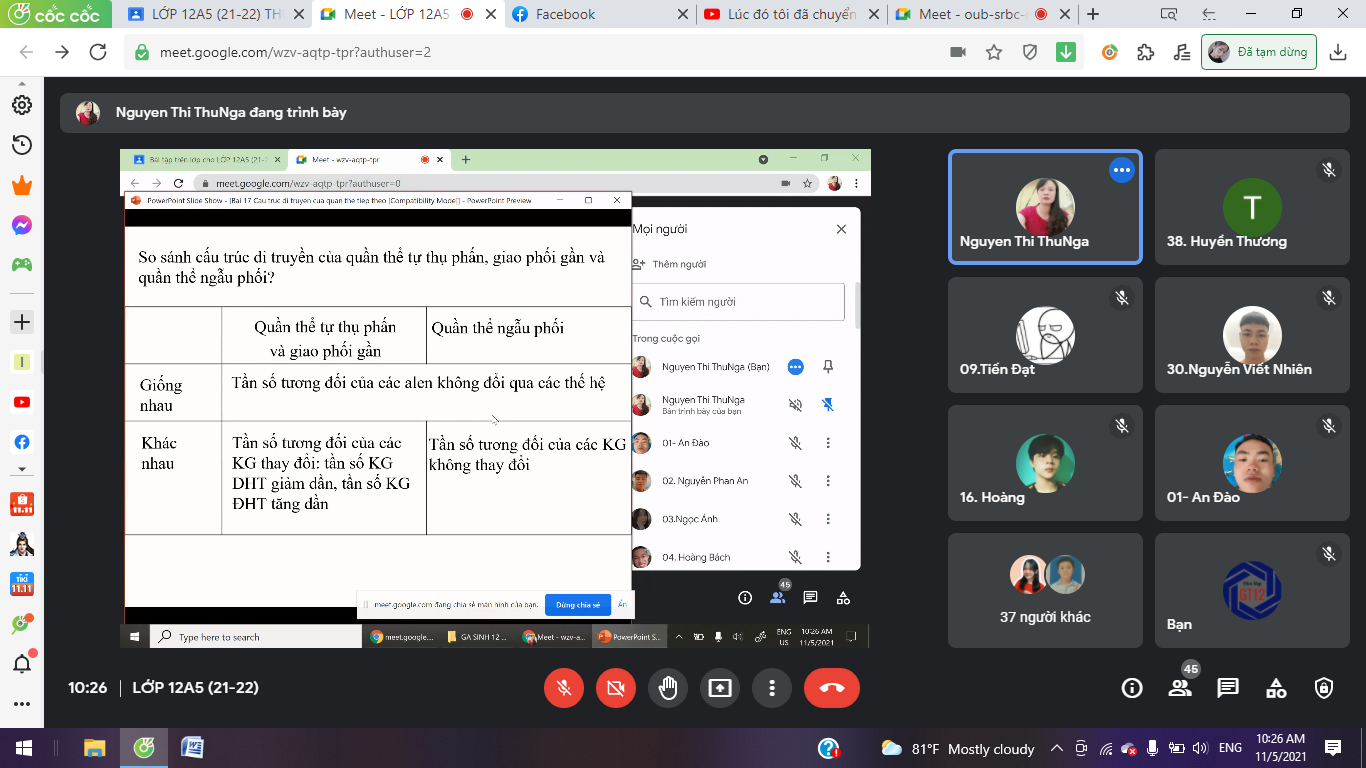 cốc cốc
LỚP 12A5 (21-22) TH
Meet - LỚP 12A5
Facebook
Lúc đó tôi đã chuyển
Meet - oub-srbc-
meet.google.com/wzv-aqtp-tpr?authuser=2
Đã tạm dừng
Nguyen Thi ThuNga đang trình bày
Bài tập trên lớp cho LỚP 12A5 (21-2
Meet - wzv-aqtp-tpr
meet.google.com/wzv-aqtp-tpr?authuser=0
PowerPoint Slide Show - [Bai 17 Cau truc di truyen cua quan the tiep theo [Compatibility Mode]] - PowerPoint Preview
So sánh cấu trúc di truyền của quần thể tự thụ phấn, giao phối gần và
quần thể ngẫu phối?
Quần thể tự thụ phấn
và giao phối gần
Quần thể ngẫu phối
Giống
nhau
Tần số tương đối của các alen không đổi qua các thế hệ
Khác
nhau
Tần số tương đối của các
KG thay đổi: tần số KG
DHT giảm dần, tần số KG
ĐHT tăng dần
Tần số tương đối của các KG
không thay đổi
meet.google.com đang chia sẻ màn hình của bạn.
Dừng chia sẻ
Ẩn
Mọi người
Thêm người
Tìm kiếm người
Trong cuộc gọi
Nguyen Thi ThuNga (Bạn)
Nguyen Thi ThuNga
Bản trình bày của bạn
01- An Đào
02. Nguyễn Phan An
03.Ngọc Ánh
04. Hoàng Bách
45
Type here to search
meet.google....
GA SINH 12 ...
Meet - wzv-a...
PowerPoint S...
ENG
US
10:26 AM
11/5/2021
Nguyen Thi ThuNga
38. Huyền Thương
T
09.Tiến Đạt
30.Nguyễn Viết Nhiên
16. Hoàng
01- An Đào
37 người khác
GT12
Bạn
11.11
TIKI
11.11
10:26
LỚP 12A5 (21-22)
45
81°F Mostly cloudy
ENG
10:26 AM
11/5/2021